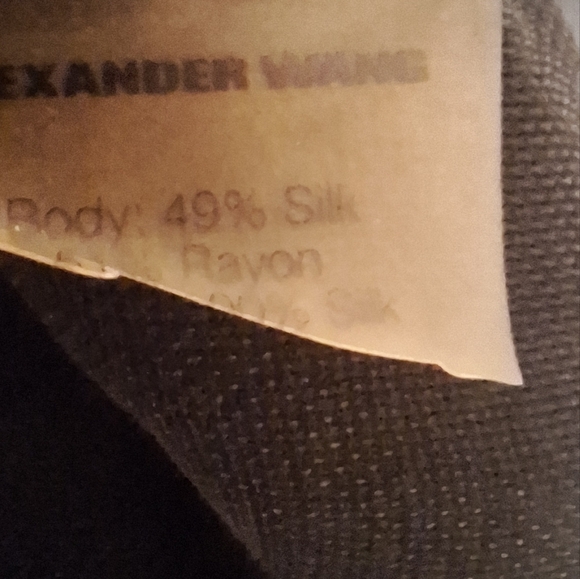 EXANDER WANG
Body: 49% Silk
Rayon
Silk